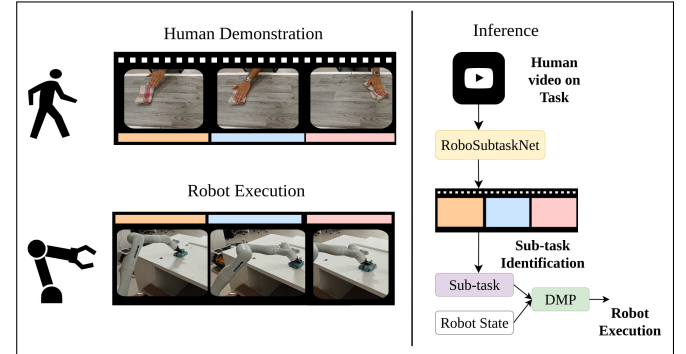 Human Demonstration
Robot Execution
Inference
Human
video on
Task
RoboSubtaskNet
Sub-task
Identification
Sub-task
DMP
Robot State
Robot
Execution